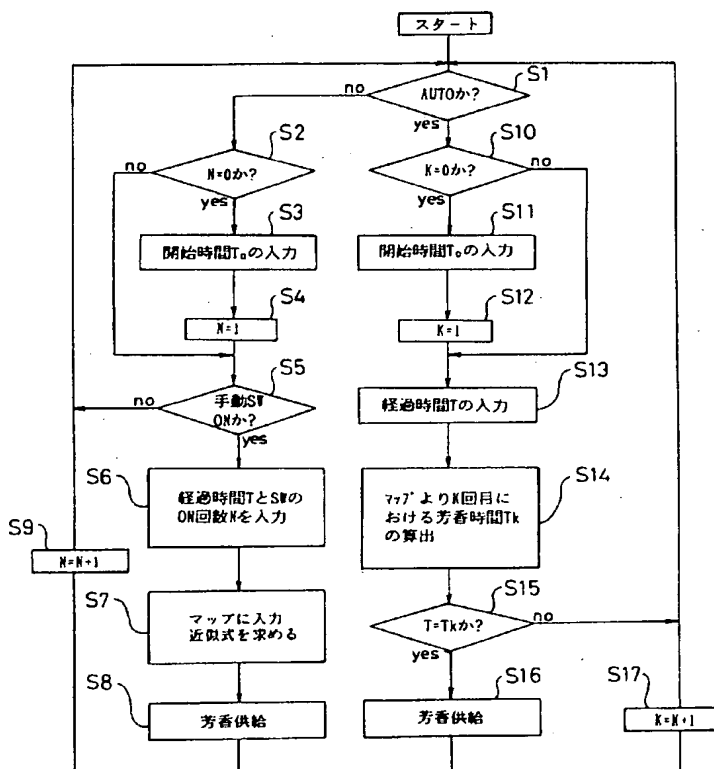 スタート
S1
AUTOか?
no
yes
S2
N=0か?
no
yes
S10
K=0か?
no
yes
S3
開始時間T₀の入力
S11
開始時間T₀の入力
S4
N=1
S12
K=1
S5
手動SW
ONか?
no
yes
S13
経過時間Tの入力
S6
経過時間TとSWの
ON回数Nを入力
S14
マップよりK回目に
おける芳香時間Tk
の算出
S9
N=N+1
S7
マップに入力
近似式を求める
S15
T=Tkか?
no
yes
S8
芳香供給
S16
芳香供給
S17
K=K+1